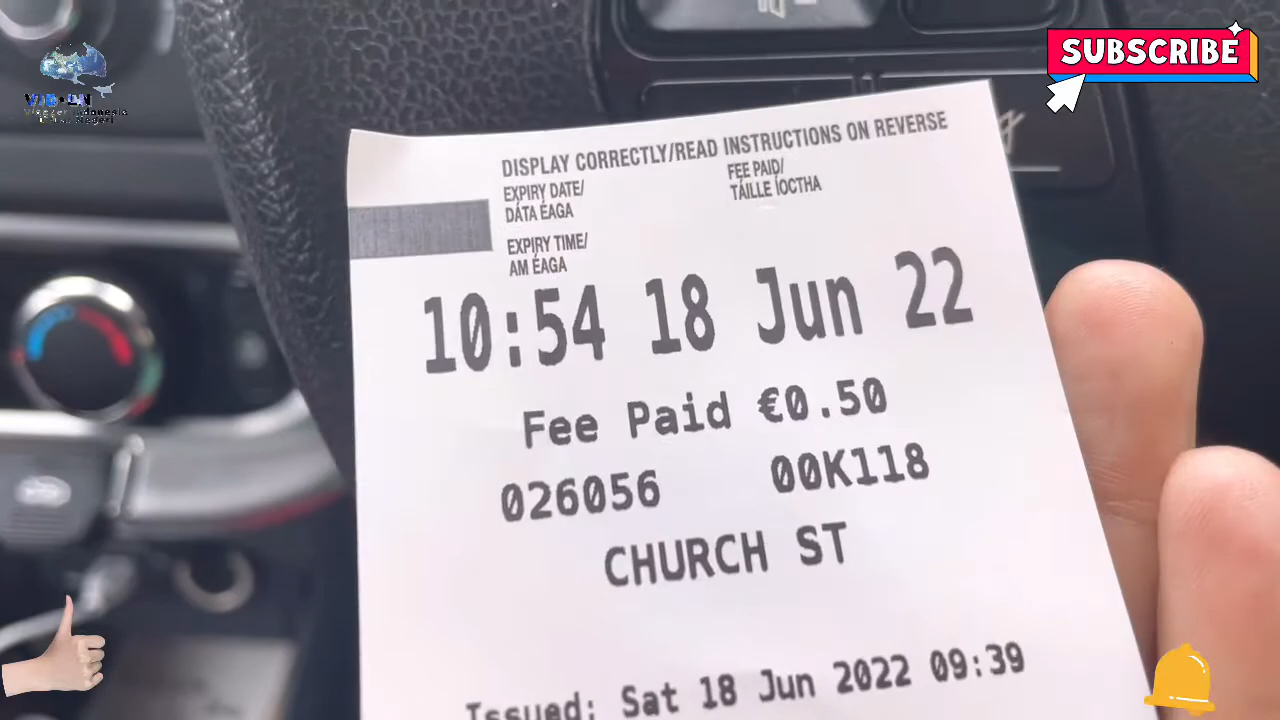 SUBSCRIBE
DISPLAY CORRECTLY/READ INSTRUCTIONS ON REVERSE
EXPIRY DATE/
DÁTA ÉAGA
FEE PAID/
TÁILLE ÍOCTHA
EXPIRY TIME/
AM ÉAGA
10:54 18 Jun 22
Fee Paid €0.50
026056 00K118
CHURCH ST
Issued: Sat 18 Jun 2022 09:39